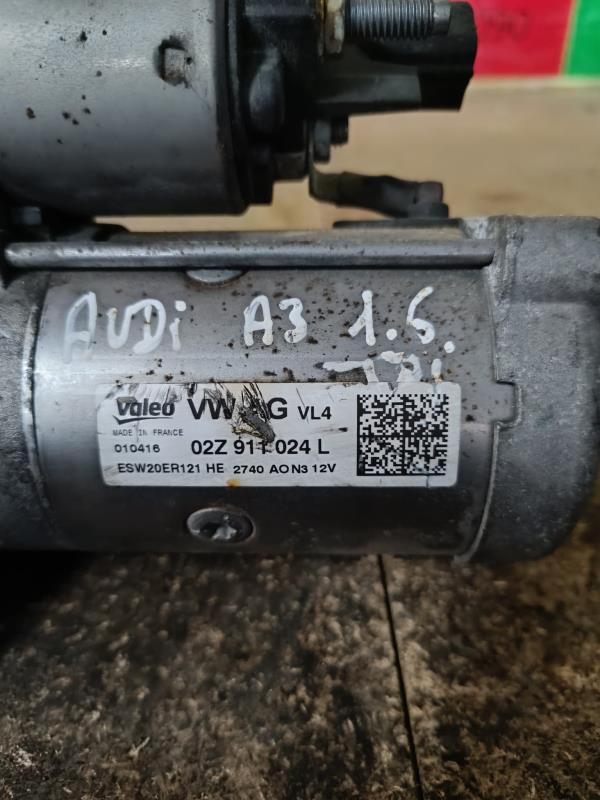 AUDi A3 1.6.
TDi
Valeo VW AG VL4
MADE IN FRANCE
010416 02Z 911 024 L
ESW20ER121 HE 2740 AON3 12V